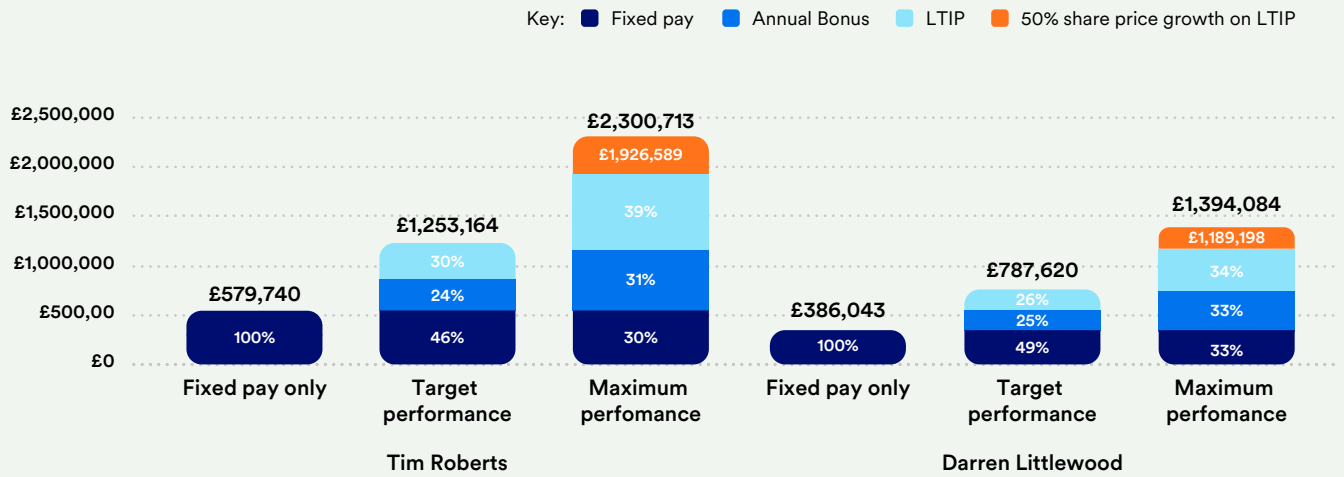 Key: Fixed pay Annual Bonus LTIP 50% share price growth on LTIP
£2,500,000
£2,000,000
£1,500,000
£1,000,000
£500,00
£0
£579,740
100%
Fixed pay only
£1,253,164
30%
24%
46%
Target
performance
£2,300,713
£1,926,589
39%
31%
30%
Maximum
perfomance
Tim Roberts
£386,043
100%
Fixed pay only
£787,620
26%
25%
49%
Target
performance
£1,394,084
£1,189,198
34%
33%
33%
Maximum
perfomance
Darren Littlewood